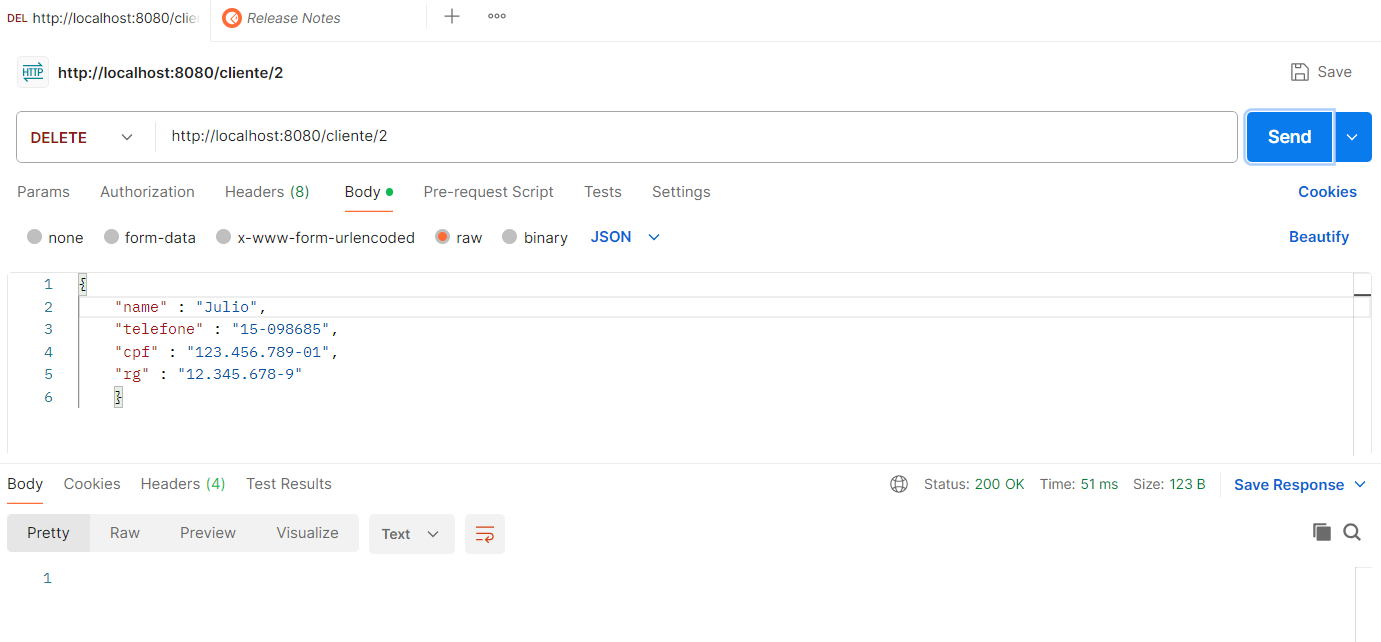 DEL http://localhost:8080/clie Release Notes
HTTP http://localhost:8080/cliente/2 Save
DELETE http://localhost:8080/cliente/2 Send
Params Authorization Headers (8) Body Pre-request Script Tests Settings Cookies
none form-data x-www-form-urlencoded raw binary JSON Beautify
1 {
2 "name" : "Julio",
3 "telefone" : "15-098685",
4 "cpf" : "123.456.789-01",
5 "rg" : "12.345.678-9"
6 }
Body Cookies Headers (4) Test Results Status: 200 OK Time: 51 ms Size: 123 B Save Response
Pretty Raw Preview Visualize Text
1